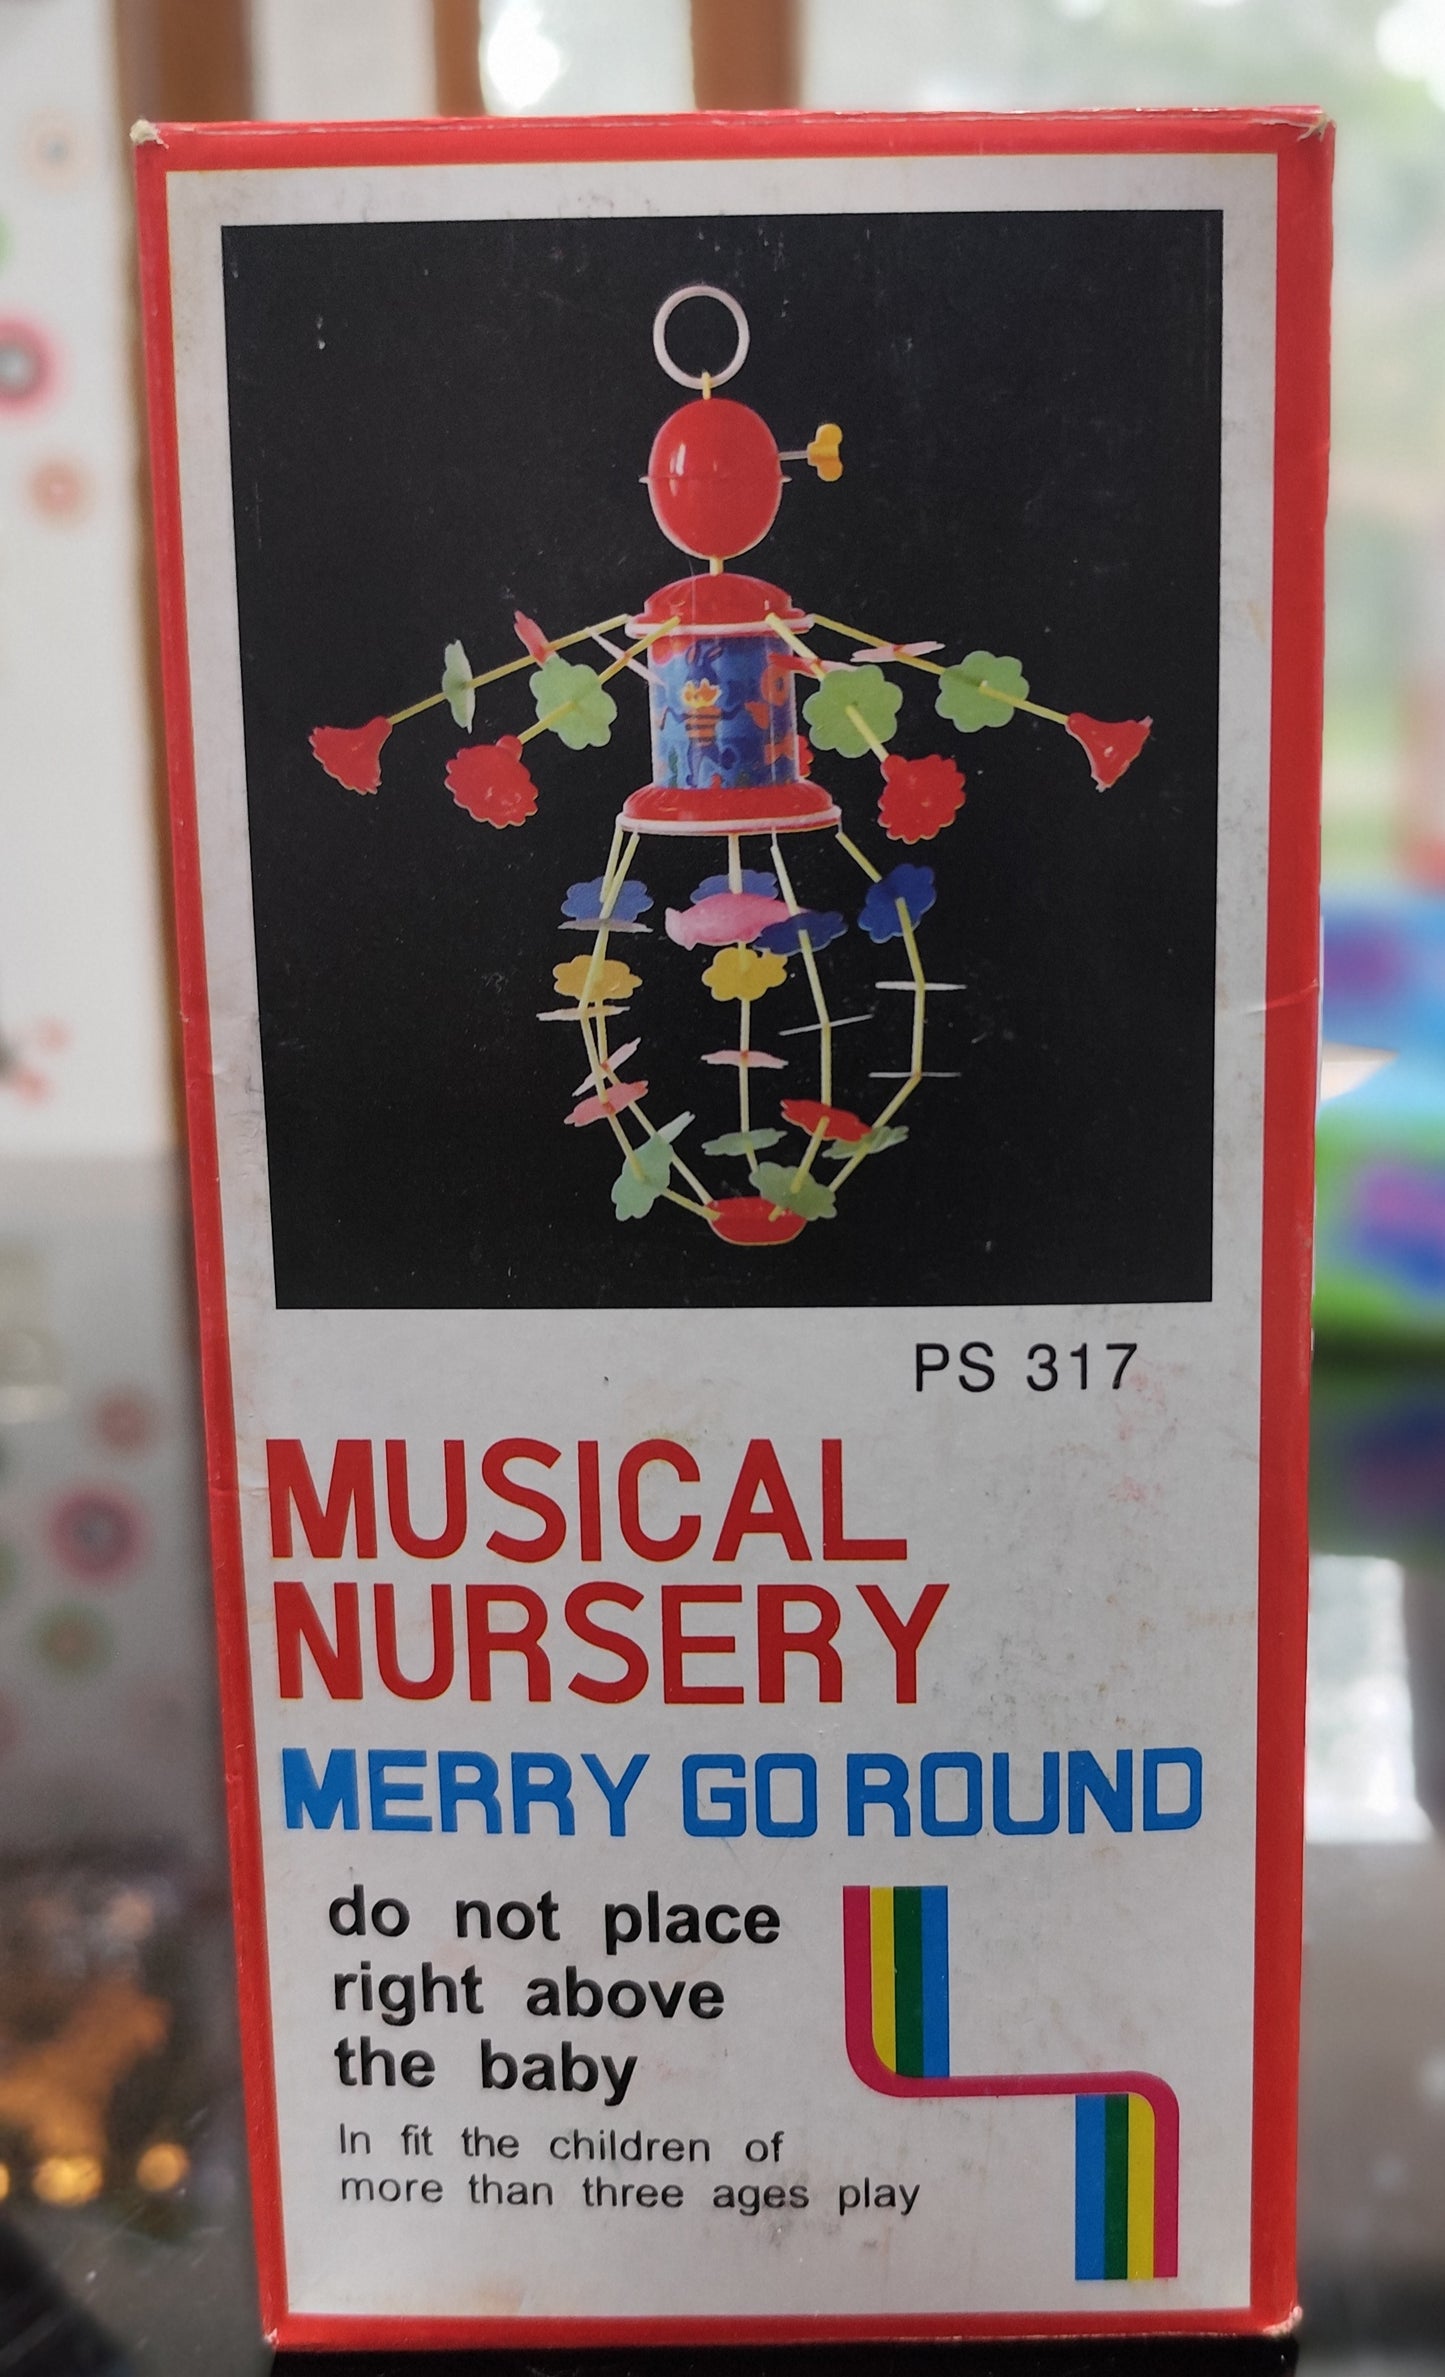 PS 317
MUSICAL
NURSERY
MERRY GO ROUND
do not place
right above
the baby
In fit the children of
more than three ages play